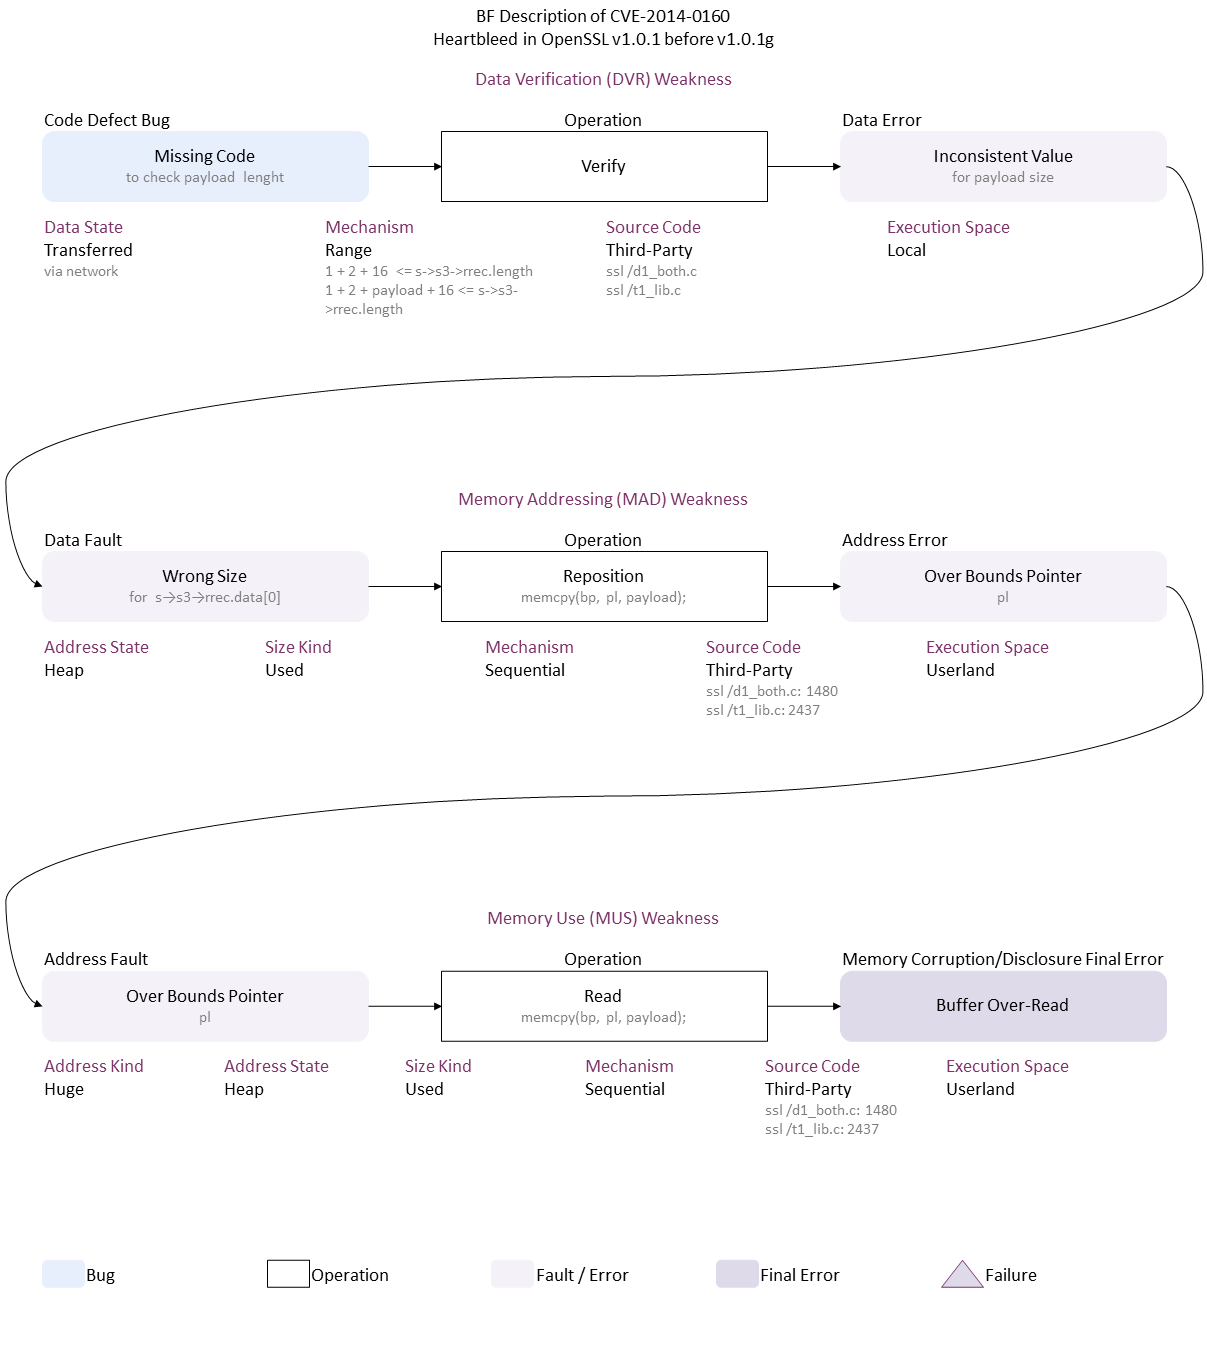 BF Description of CVE-2014-0160
Heartbleed in OpenSSL v1.0.1 before v1.0.1g
Data Verification (DVR) Weakness
Code Defect Bug
Operation
Data Error
Missing Code
to check payload lenght
Verify
Inconsistent Value
for payload size
Data State
Transferred
via network
Mechanism
Range
1 + 2 + 16 <= s->s3->rrec.length
1 + 2 + payload + 16 <= s->s3-
>rrec.length
Source Code
Third-Party
ssl /d1_both.c
ssl /t1_lib.c
Execution Space
Local
Memory Addressing (MAD) Weakness
Data Fault
Operation
Address Error
Wrong Size
for s→s3→rrec.data[0]
Reposition
memcpy(bp, pl, payload);
Over Bounds Pointer
pl
Address State
Heap
Size Kind
Used
Mechanism
Sequential
Source Code
Third-Party
ssl /d1_both.c: 1480
ssl /t1_lib.c: 2437
Execution Space
Userland
Memory Use (MUS) Weakness
Address Fault
Operation
Memory Corruption/Disclosure Final Error
Over Bounds Pointer
pl
Read
memcpy(bp, pl, payload);
Buffer Over-Read
Address Kind
Huge
Address State
Heap
Size Kind
Used
Mechanism
Sequential
Source Code
Third-Party
ssl /d1_both.c: 1480
ssl /t1_lib.c: 2437
Execution Space
Userland
Bug
Operation
Fault / Error
Final Error
Failure